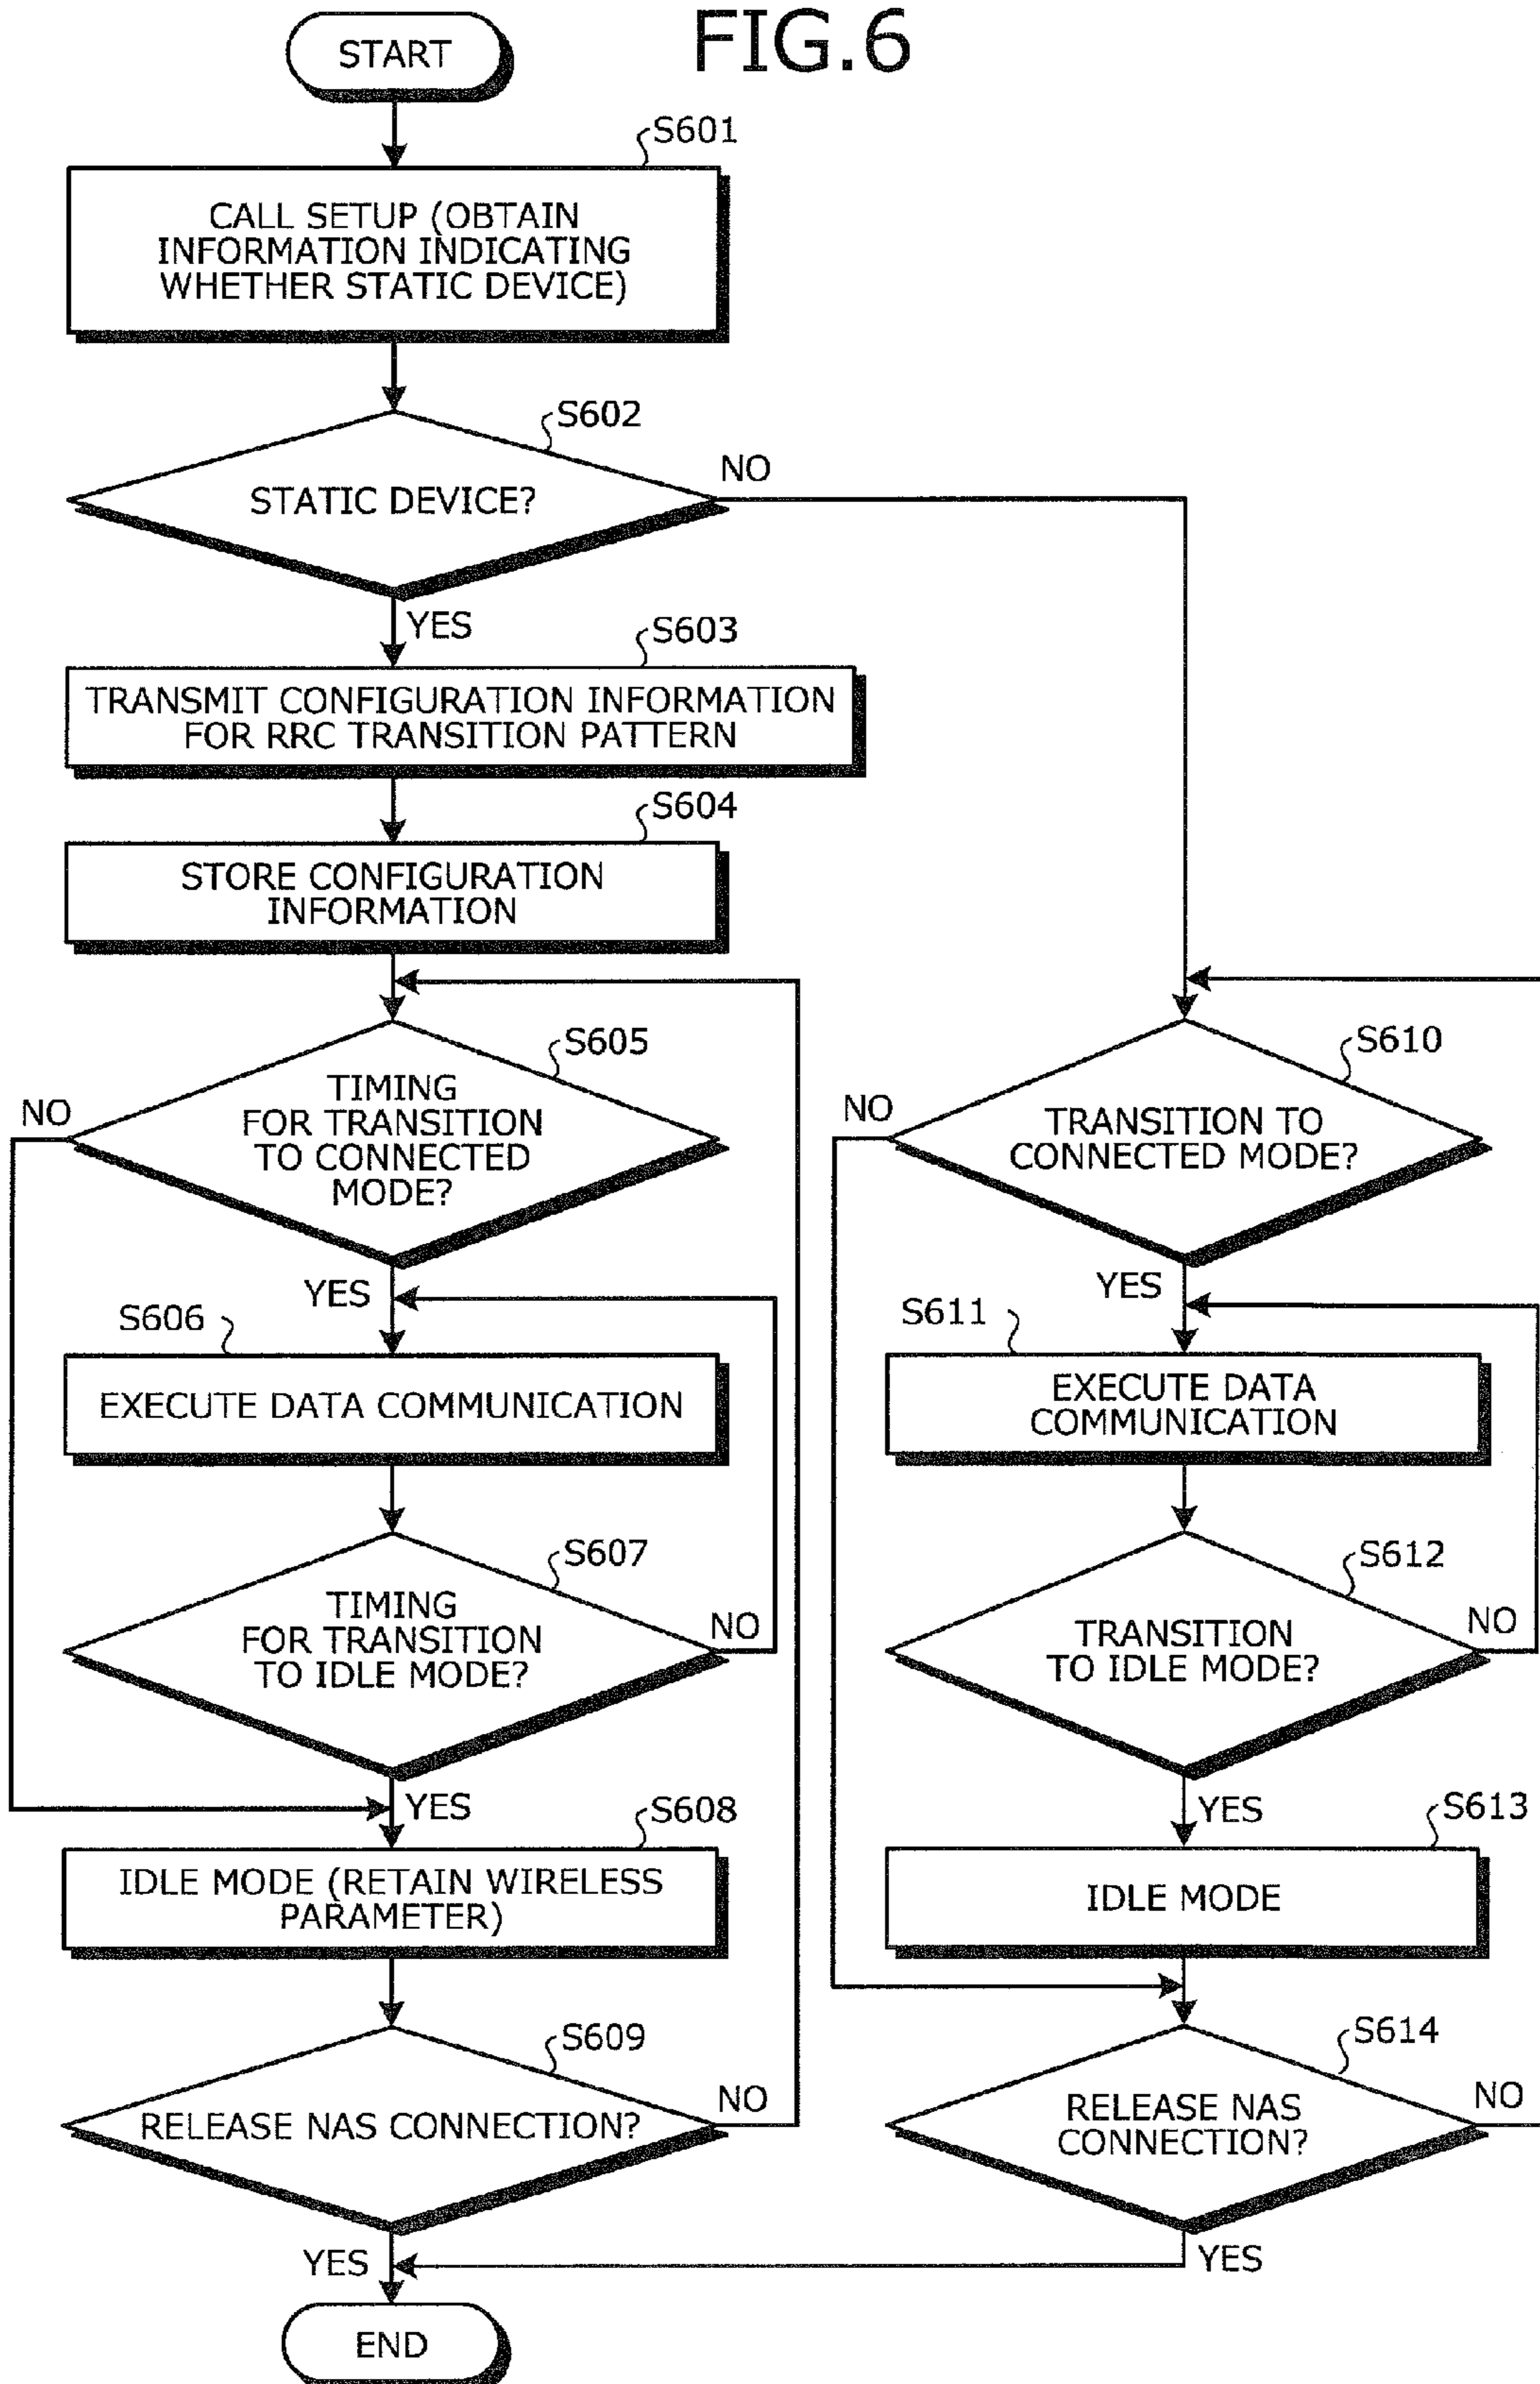 FIG.6
START
S601
CALL SETUP (OBTAIN
INFORMATION INDICATING
WHETHER STATIC DEVICE)
S602
STATIC DEVICE?
NO
YES
S603
TRANSMIT CONFIGURATION INFORMATION
FOR RRC TRANSITION PATTERN
S604
STORE CONFIGURATION
INFORMATION
S605
TIMING
FOR TRANSITION
TO CONNECTED
MODE?
NO
YES
S606
EXECUTE DATA COMMUNICATION
S607
TIMING
FOR TRANSITION
TO IDLE MODE?
NO
YES
S608
IDLE MODE (RETAIN WIRELESS
PARAMETER)
S609
RELEASE NAS CONNECTION?
NO
YES
S610
TRANSITION TO
CONNECTED MODE?
NO
YES
S611
EXECUTE DATA
COMMUNICATION
S612
TRANSITION
TO IDLE MODE?
NO
YES
S613
IDLE MODE
S614
RELEASE NAS
CONNECTION?
NO
YES
END